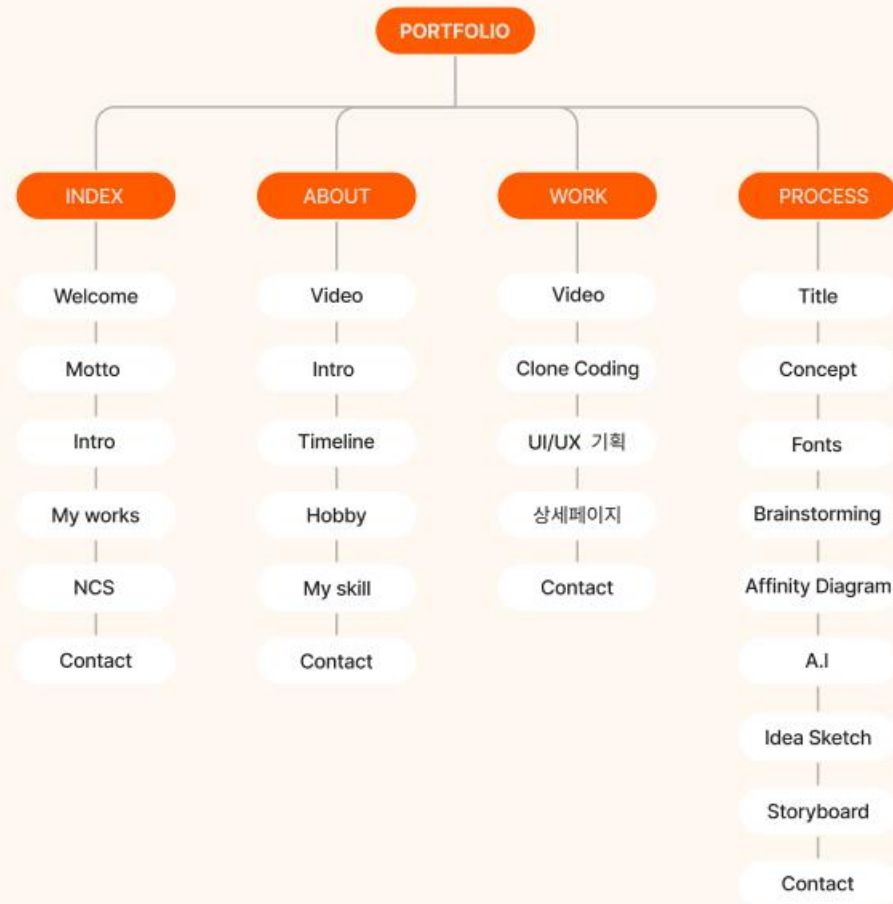 PORTFOLIO
INDEX
Welcome
Motto
Intro
My works
NCS
Contact
ABOUT
Video
Intro
Timeline
Hobby
My skill
Contact
WORK
Video
Clone Coding
UI/UX 기획
상세페이지
Contact
PROCESS
Title
Concept
Fonts
Brainstorming
Affinity Diagram
A.I
Idea Sketch
Storyboard
Contact